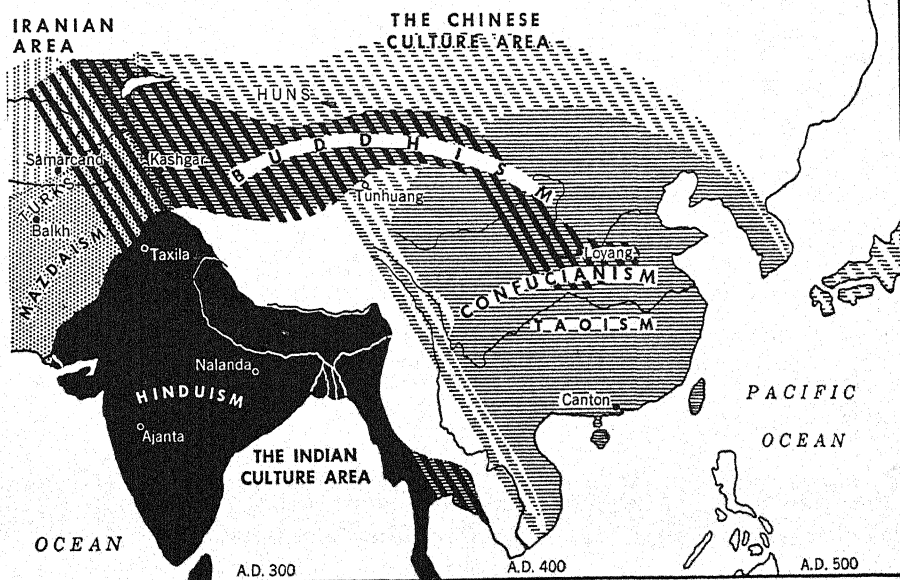 IRANIAN
AREA
THE CHINESE
CULTURE AREA
HUNS
BUDDHISM
Samarcand
Kashgar
Tunhuang
TURKS
Balkh
MAZDAISM
Taxila
Loyang
CONFUCIANISM
TAOISM
Nalanda
HINDUISM
Canton
Ajanta
PACIFIC
OCEAN
THE INDIAN
CULTURE AREA
OCEAN
A.D. 300
A.D. 400
A.D. 500